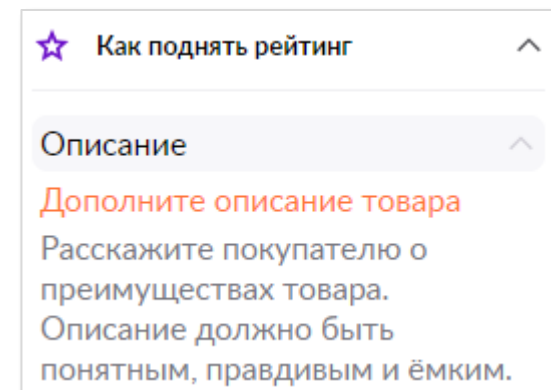 Как поднять рейтинг
Описание
Дополните описание товара
Расскажите покупателю о
преимуществах товара.
Описание должно быть
понятным, правдивым и ёмким.